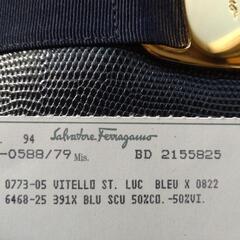 94 Salvatore Ferragamo
-0588/79 Mis. BD 2155825
0773-05 VITELLO ST. LUC BLEU X 0822
6468-25 391X BLU SCU 50%CO.-50%VI.